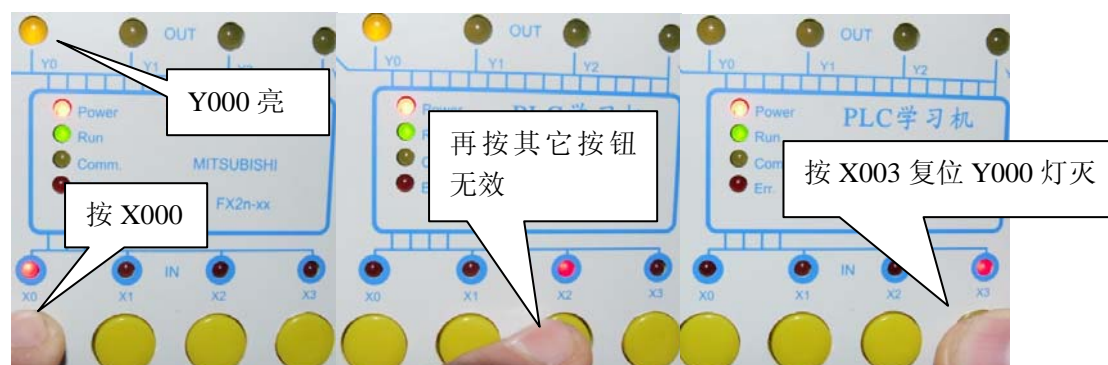 OUT
Y0
Y1
Y000 亮
Power
Run
Comm.
MITSUBISHI
FX2n-xx
按 X000
IN
X0
X1
X2
X3
OUT
Y0
Y1
Y2
再按其它按钮
无效
X0
X1
X2
X3
OUT
Y0
Y1
Y2
Power
PLC学习机
Run
Com
Err.
按 X003 复位 Y000 灯灭
IN
X0
X1
X2
X3